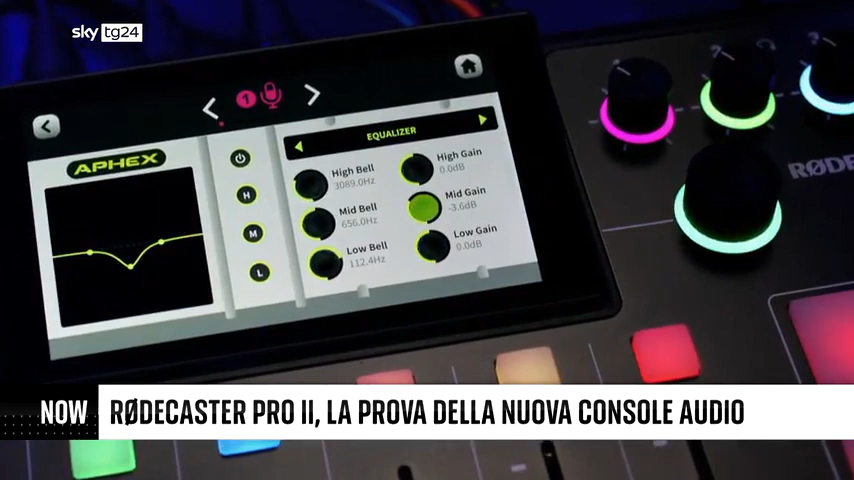 sky tg24
1
APHEX
H
M
L
EQUALIZER
High Bell
3089.0Hz
High Gain
0.0dB
Mid Bell
656.0Hz
Mid Gain
-3.6dB
Low Bell
112.4Hz
Low Gain
0.0dB
RØDE
NOW
RØDECASTER PRO II, LA PROVA DELLA NUOVA CONSOLE AUDIO